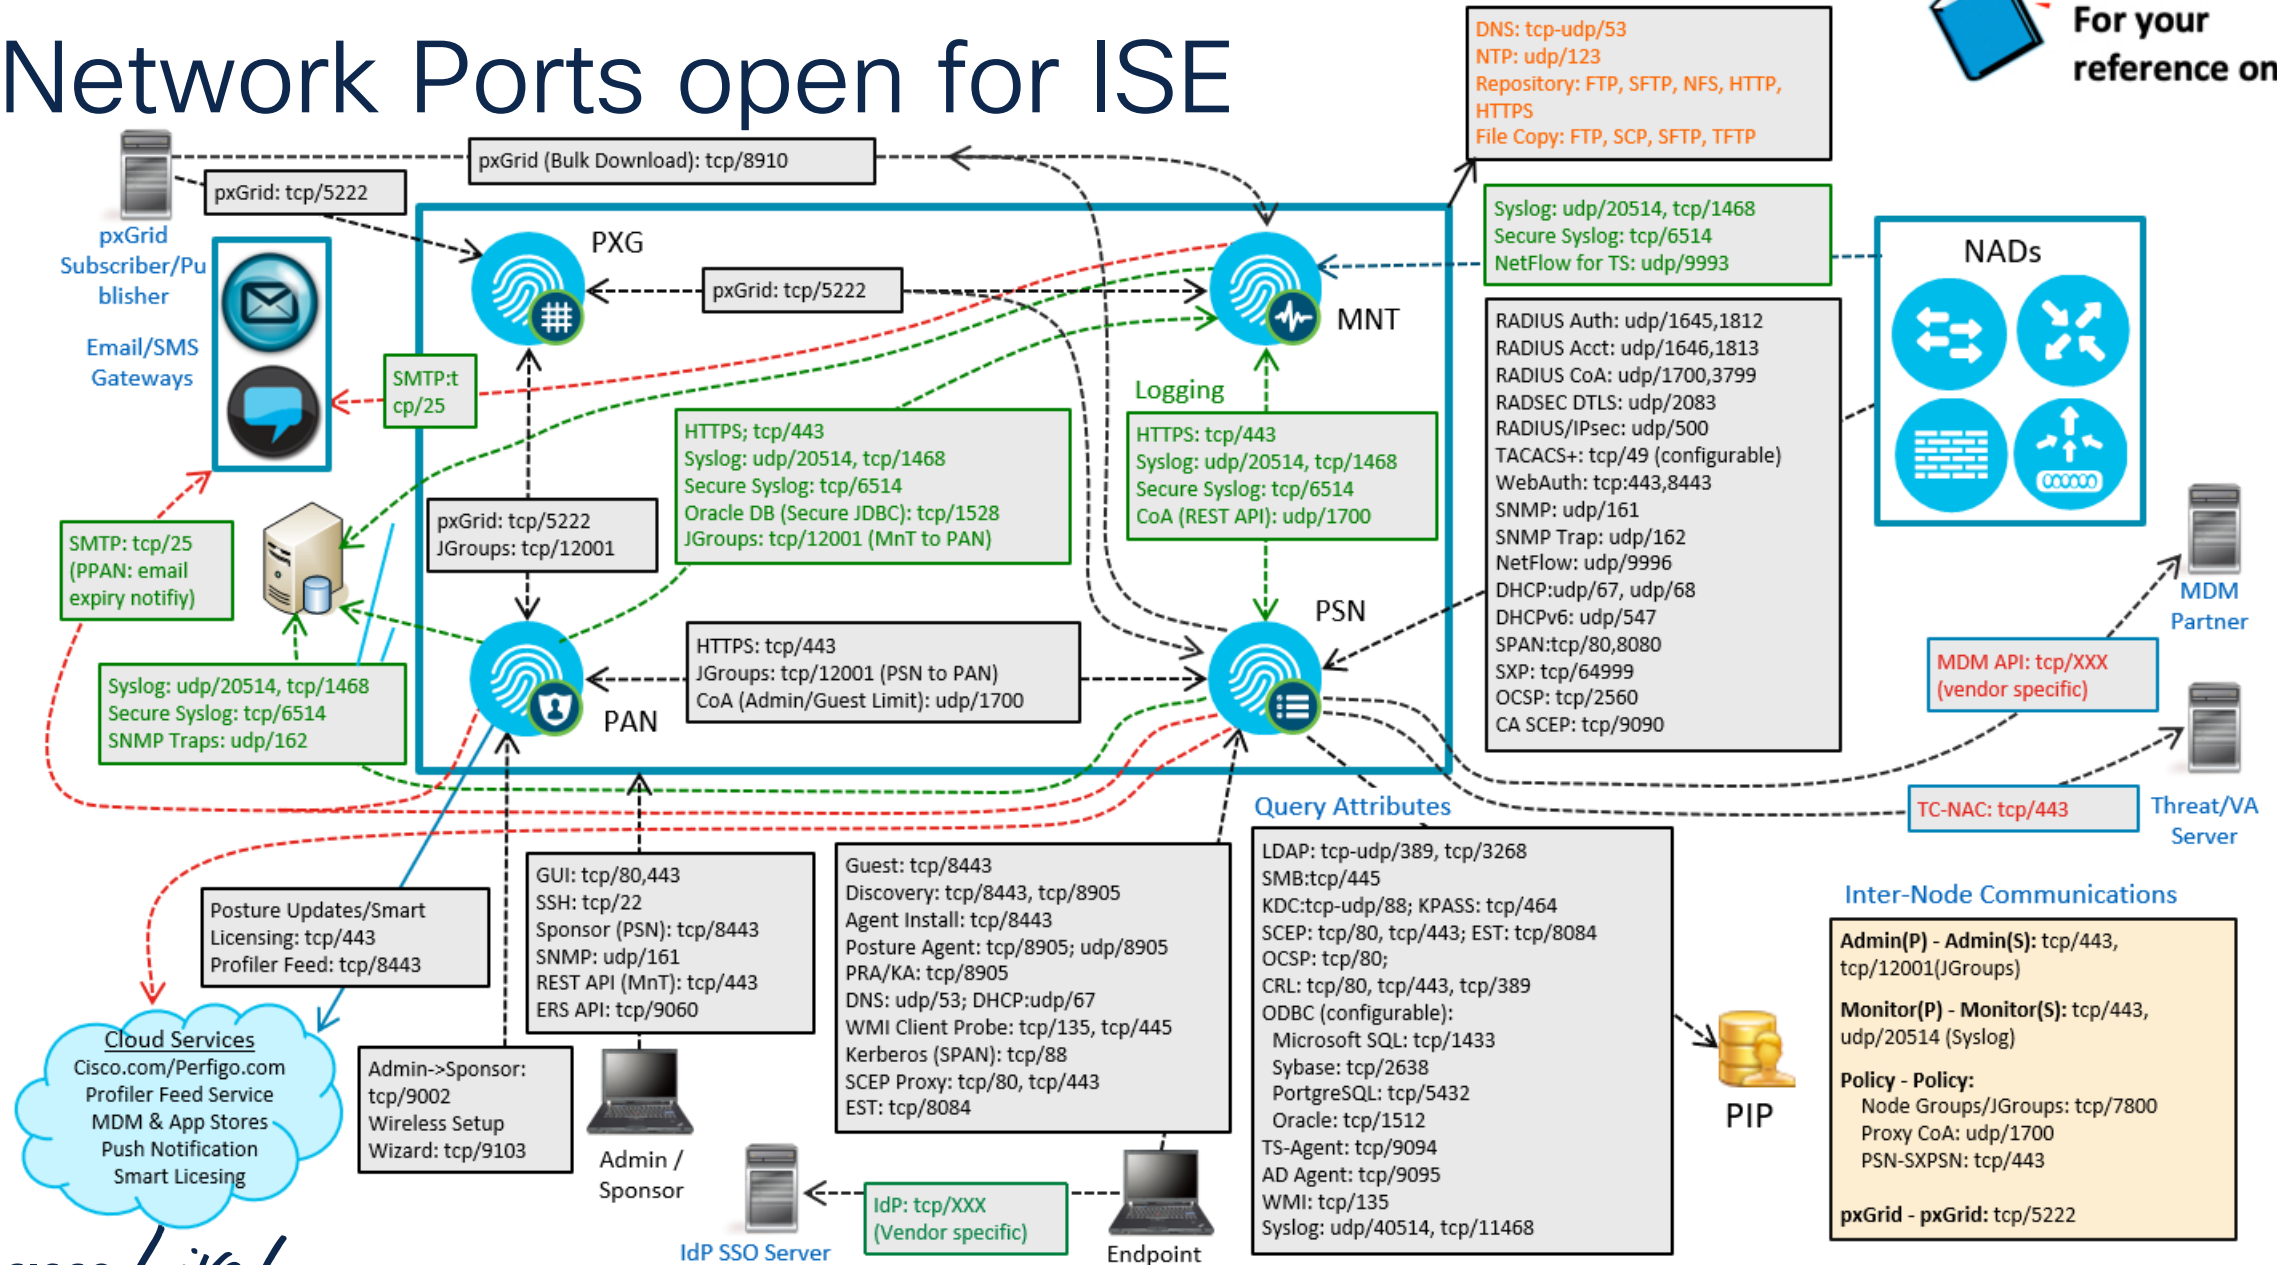 Network Ports open for ISE
For your
reference on
DNS: tcp-udp/53
NTP: udp/123
Repository: FTP, SFTP, NFS, HTTP,
HTTPS
File Copy: FTP, SCP, SFTP, TFTP
pxGrid (Bulk Download): tcp/8910
pxGrid: tcp/5222
pxGrid
Subscriber/Pu
blisher
Email/SMS
Gateways
PXG
pxGrid: tcp/5222
MNT
Syslog: udp/20514, tcp/1468
Secure Syslog: tcp/6514
NetFlow for TS: udp/9993
NADs
SMTP:t
cp/25
HTTPS; tcp/443
Syslog: udp/20514, tcp/1468
Secure Syslog: tcp/6514
Oracle DB (Secure JDBC): tcp/1528
JGroups: tcp/12001 (MnT to PAN)
Logging
HTTPS: tcp/443
Syslog: udp/20514, tcp/1468
Secure Syslog: tcp/6514
CoA (REST API): udp/1700
RADIUS Auth: udp/1645,1812
RADIUS Acct: udp/1646,1813
RADIUS CoA: udp/1700,3799
RADSEC DTLS: udp/2083
RADIUS/IPsec: udp/500
TACACS+: tcp/49 (configurable)
WebAuth: tcp:443,8443
SNMP: udp/161
SNMP Trap: udp/162
NetFlow: udp/9996
DHCP:udp/67, udp/68
DHCPv6: udp/547
SPAN:tcp/80,8080
SXP: tcp/64999
OCSP: tcp/2560
CA SCEP: tcp/9090
pxGrid: tcp/5222
JGroups: tcp/12001
SMTP: tcp/25
(PPAN: email
expiry notifiy)
MDM
Partner
PSN
HTTPS: tcp/443
JGroups: tcp/12001 (PSN to PAN)
CoA (Admin/Guest Limit): udp/1700
MDM API: tcp/XXX
(vendor specific)
Syslog: udp/20514, tcp/1468
Secure Syslog: tcp/6514
SNMP Traps: udp/162
PAN
TC-NAC: tcp/443
Threat/VA
Server
Query Attributes
LDAP: tcp-udp/389, tcp/3268
SMB:tcp/445
KDC:tcp-udp/88; KPASS: tcp/464
SCEP: tcp/80, tcp/443; EST: tcp/8084
OCSP: tcp/80;
CRL: tcp/80, tcp/443, tcp/389
ODBC (configurable):
Microsoft SQL: tcp/1433
Sybase: tcp/2638
PortgreSQL: tcp/5432
Oracle: tcp/1512
TS-Agent: tcp/9094
AD Agent: tcp/9095
WMI: tcp/135
Syslog: udp/40514, tcp/11468
GUI: tcp/80,443
SSH: tcp/22
Sponsor (PSN): tcp/8443
SNMP: udp/161
REST API (MnT): tcp/443
ERS API: tcp/9060
Guest: tcp/8443
Discovery: tcp/8443, tcp/8905
Agent Install: tcp/8443
Posture Agent: tcp/8905; udp/8905
PRA/KA: tcp/8905
DNS: udp/53; DHCP:udp/67
WMI Client Probe: tcp/135, tcp/445
Kerberos (SPAN): tcp/88
SCEP Proxy: tcp/80, tcp/443
EST: tcp/8084
Posture Updates/Smart
Licensing: tcp/443
Profiler Feed: tcp/8443
Inter-Node Communications
Admin(P) - Admin(S): tcp/443,
tcp/12001(JGroups)
Monitor(P) - Monitor(S): tcp/443,
udp/20514 (Syslog)
Policy - Policy:
Node Groups/JGroups: tcp/7800
Proxy CoA: udp/1700
PSN-SXPSN: tcp/443
pxGrid - pxGrid: tcp/5222
Cloud Services
Cisco.com/Perfigo.com
Profiler Feed Service
MDM & App Stores
Push Notification
Smart Licesing
Admin->Sponsor:
tcp/9002
Wireless Setup
Wizard: tcp/9103
Admin /
Sponsor
PIP
IdP: tcp/XXX
(Vendor specific)
IdP SSO Server
Endpoint